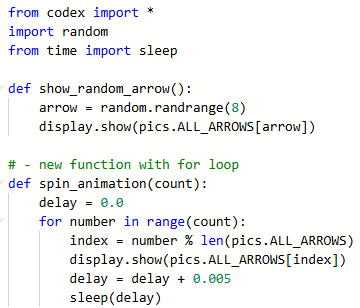 from codex import *
import random
from time import sleep

def show_random_arrow():
    arrow = random.randrange(8)
    display.show(pics.ALL_ARROWS[arrow])

# - new function with for loop
def spin_animation(count):
    delay = 0.0
    for number in range(count):
        index = number % len(pics.ALL_ARROWS)
        display.show(pics.ALL_ARROWS[index])
        delay = delay + 0.005
        sleep(delay)